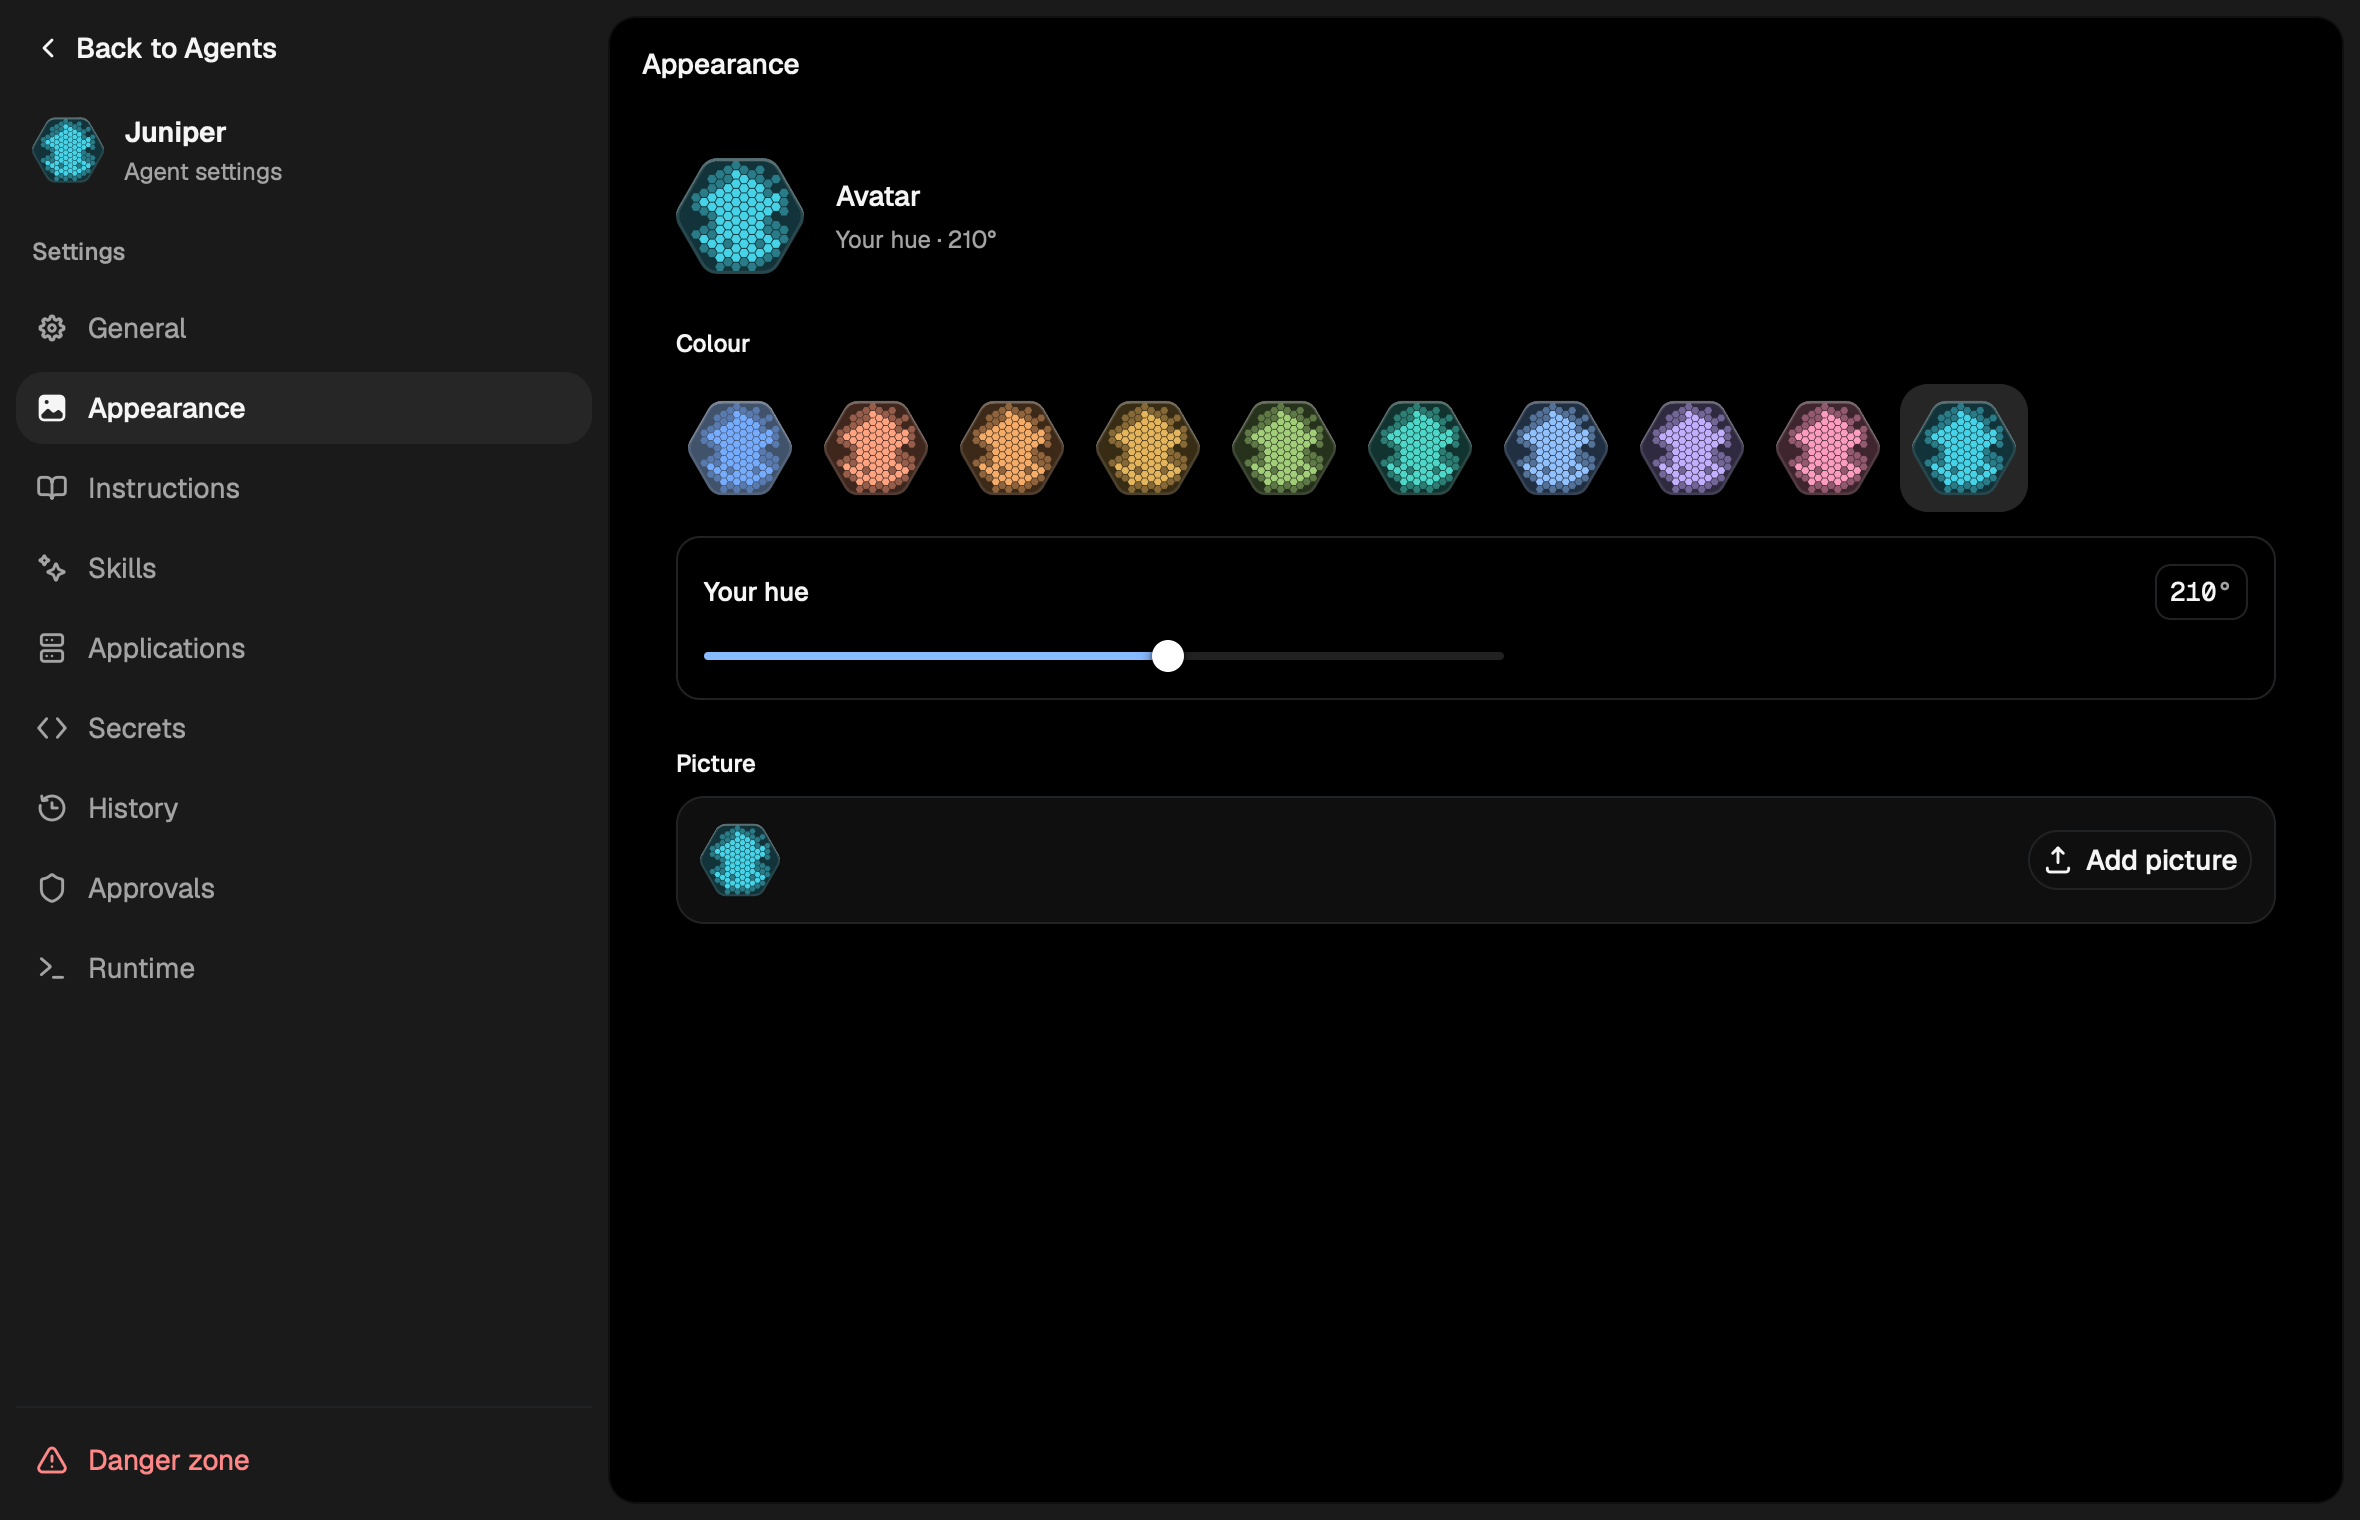 Back to Agents
Juniper
Agent settings
Settings
General
Appearance
Instructions
Skills
Applications
Secrets
History
Approvals
Runtime
Danger zone
Appearance
Avatar
Your hue · 210°
Colour
Your hue
210°
Picture
Add picture